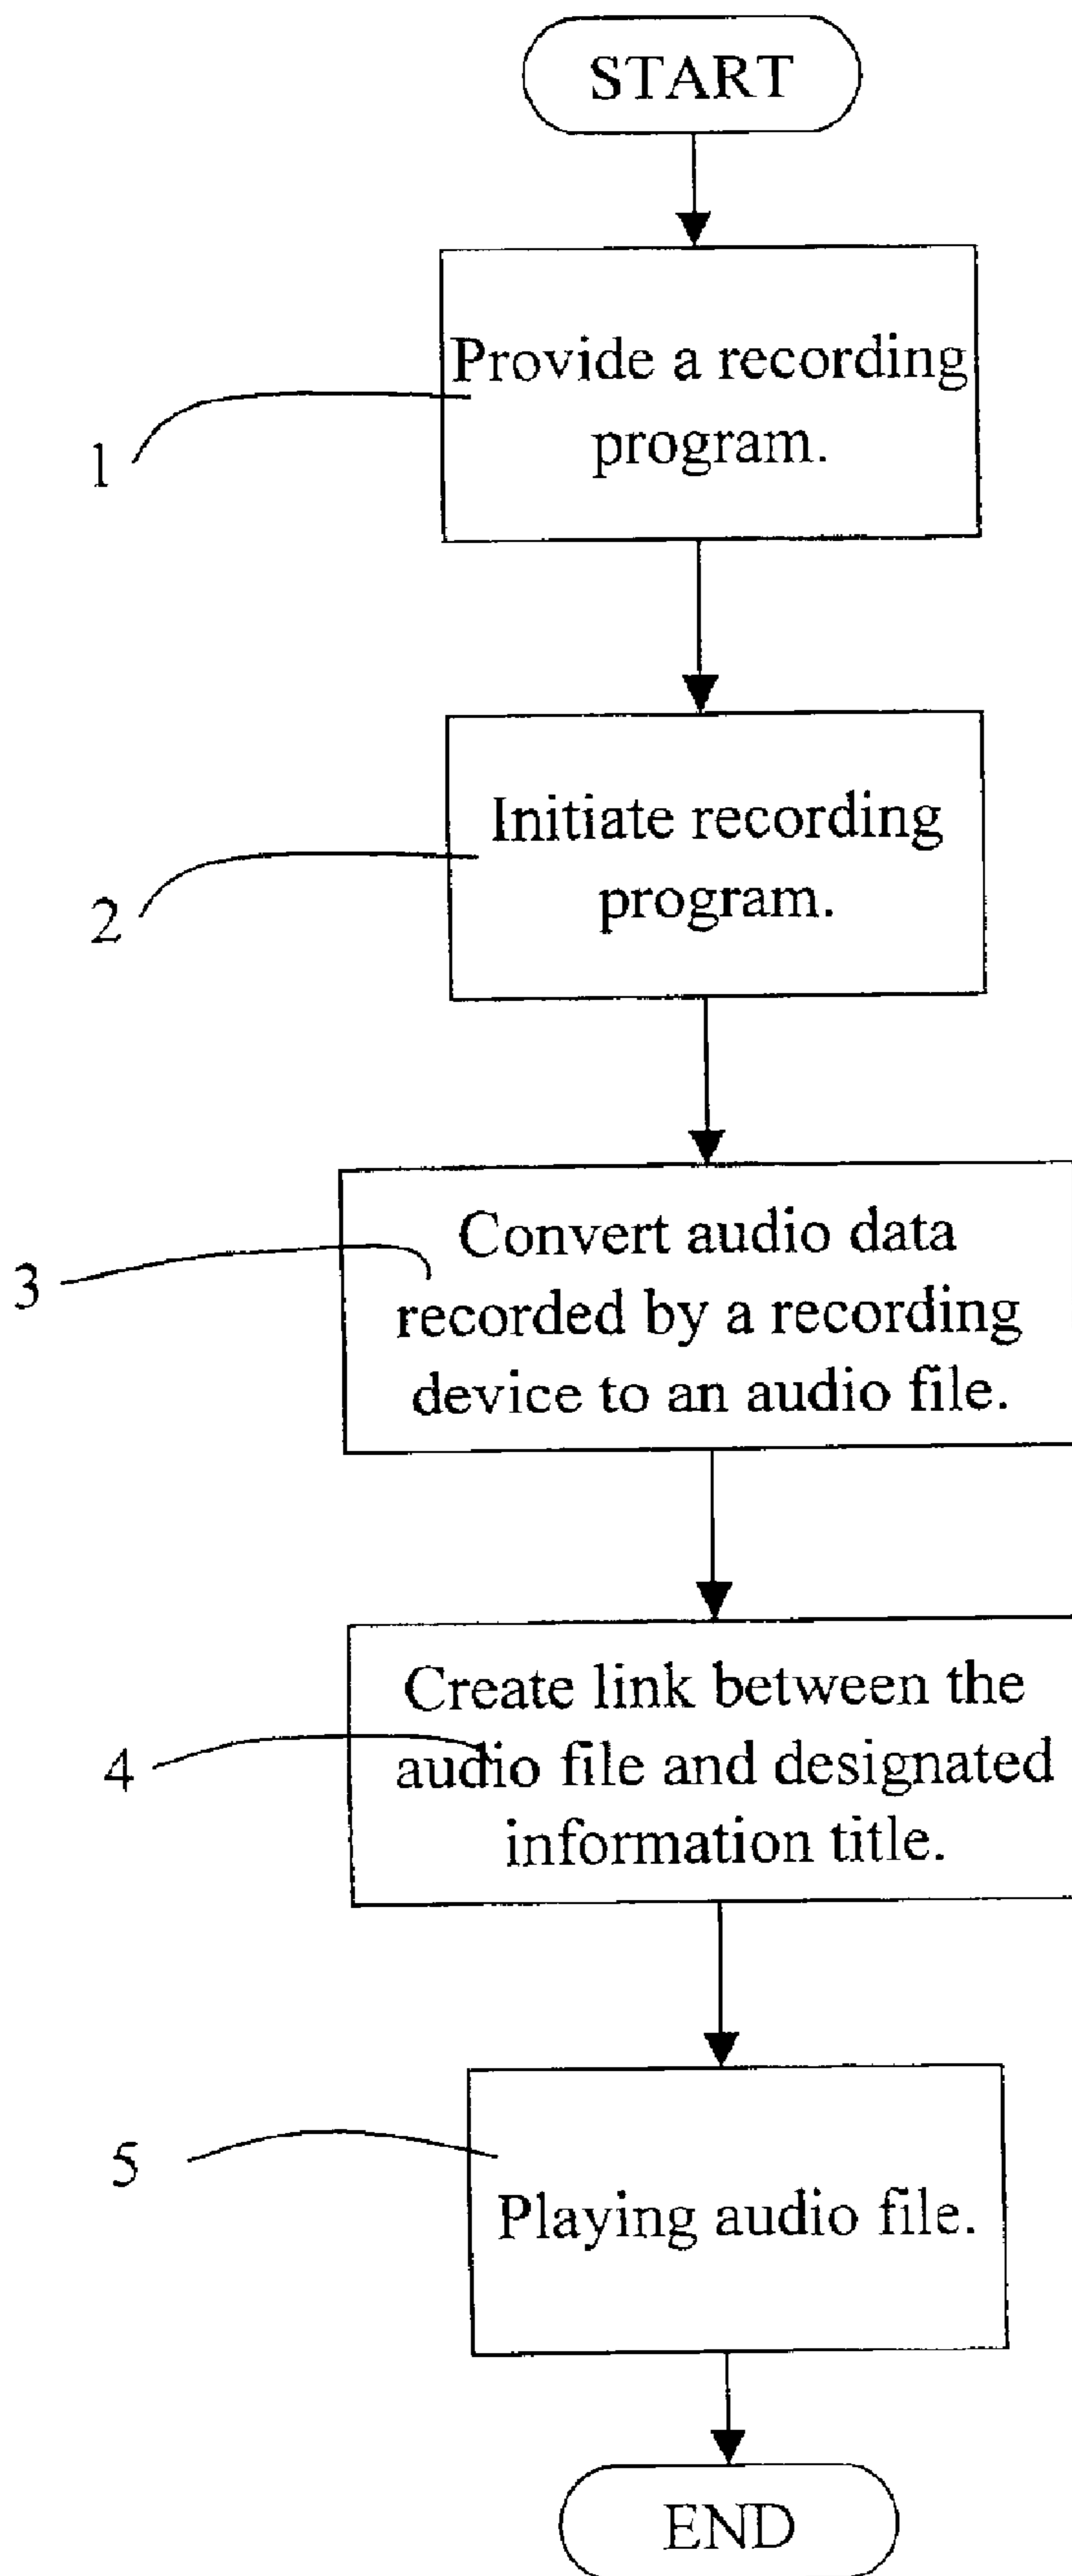 START
Provide a recording
program.
1
Initiate recording
program.
2
Convert audio data
recorded by a recording
device to an audio file.
3
Create link between the
audio file and designated
information title.
4
Playing audio file.
5
END